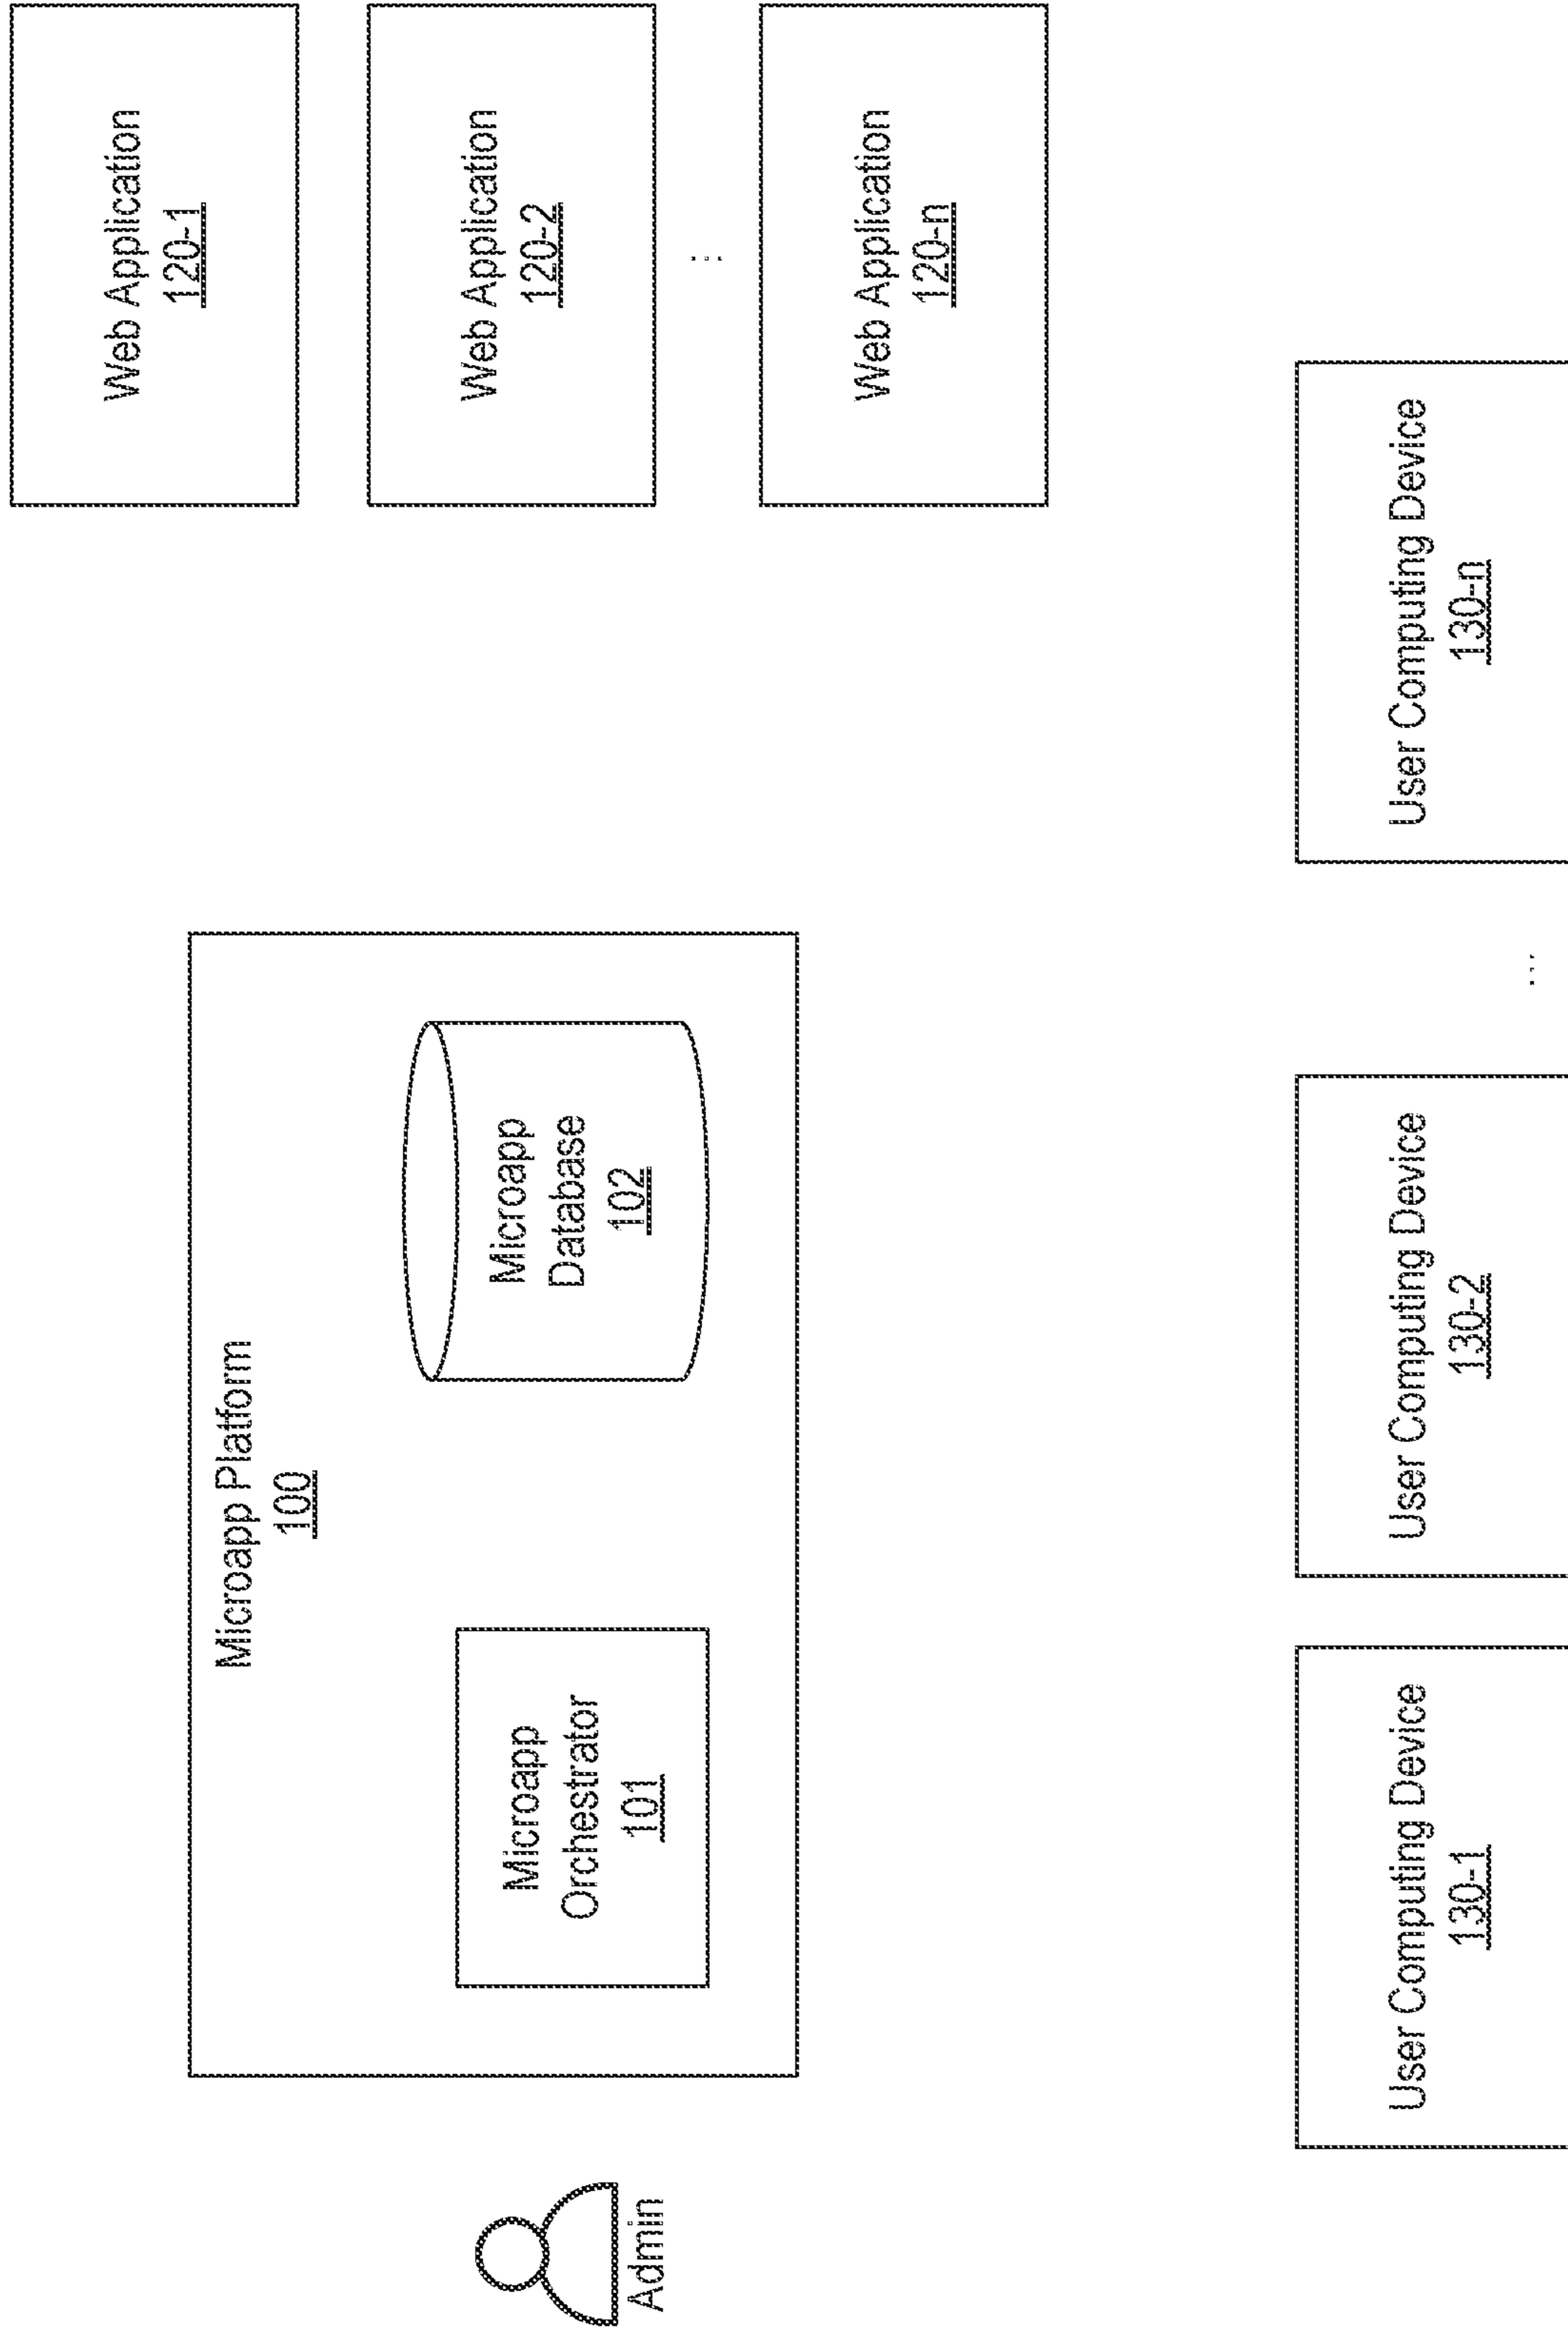 Microapp Platform
100
Web Application
120-1
Admin
Microapp
Orchestrator
101
Microapp
Database
102
Web Application
120-2
...
Web Application
120-n
User Computing Device
130-1
User Computing Device
130-2
...
User Computing Device
130-n